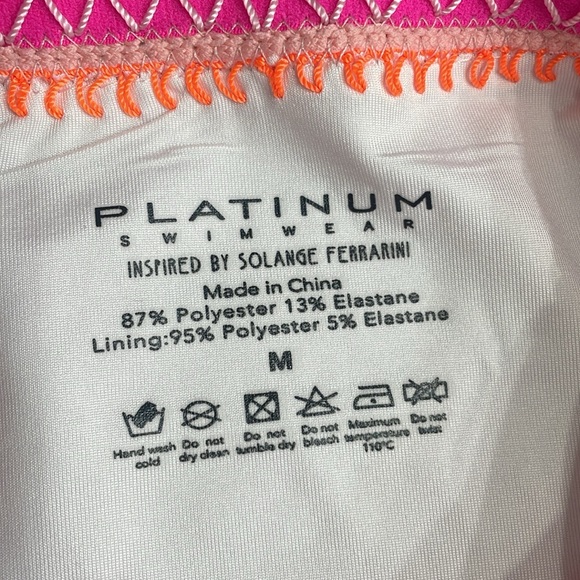 PLATINUM
SWIMWEAR
INSPIRED BY SOLANGE FERRARINI
Made in China
87% Polyester 13% Elastane
Lining:95% Polyester 5% Elastane
M
Hand wash cold
Do not dry clean
Do not tumble dry
Do not bleach
Maximum temperature 110°C
Do not twist